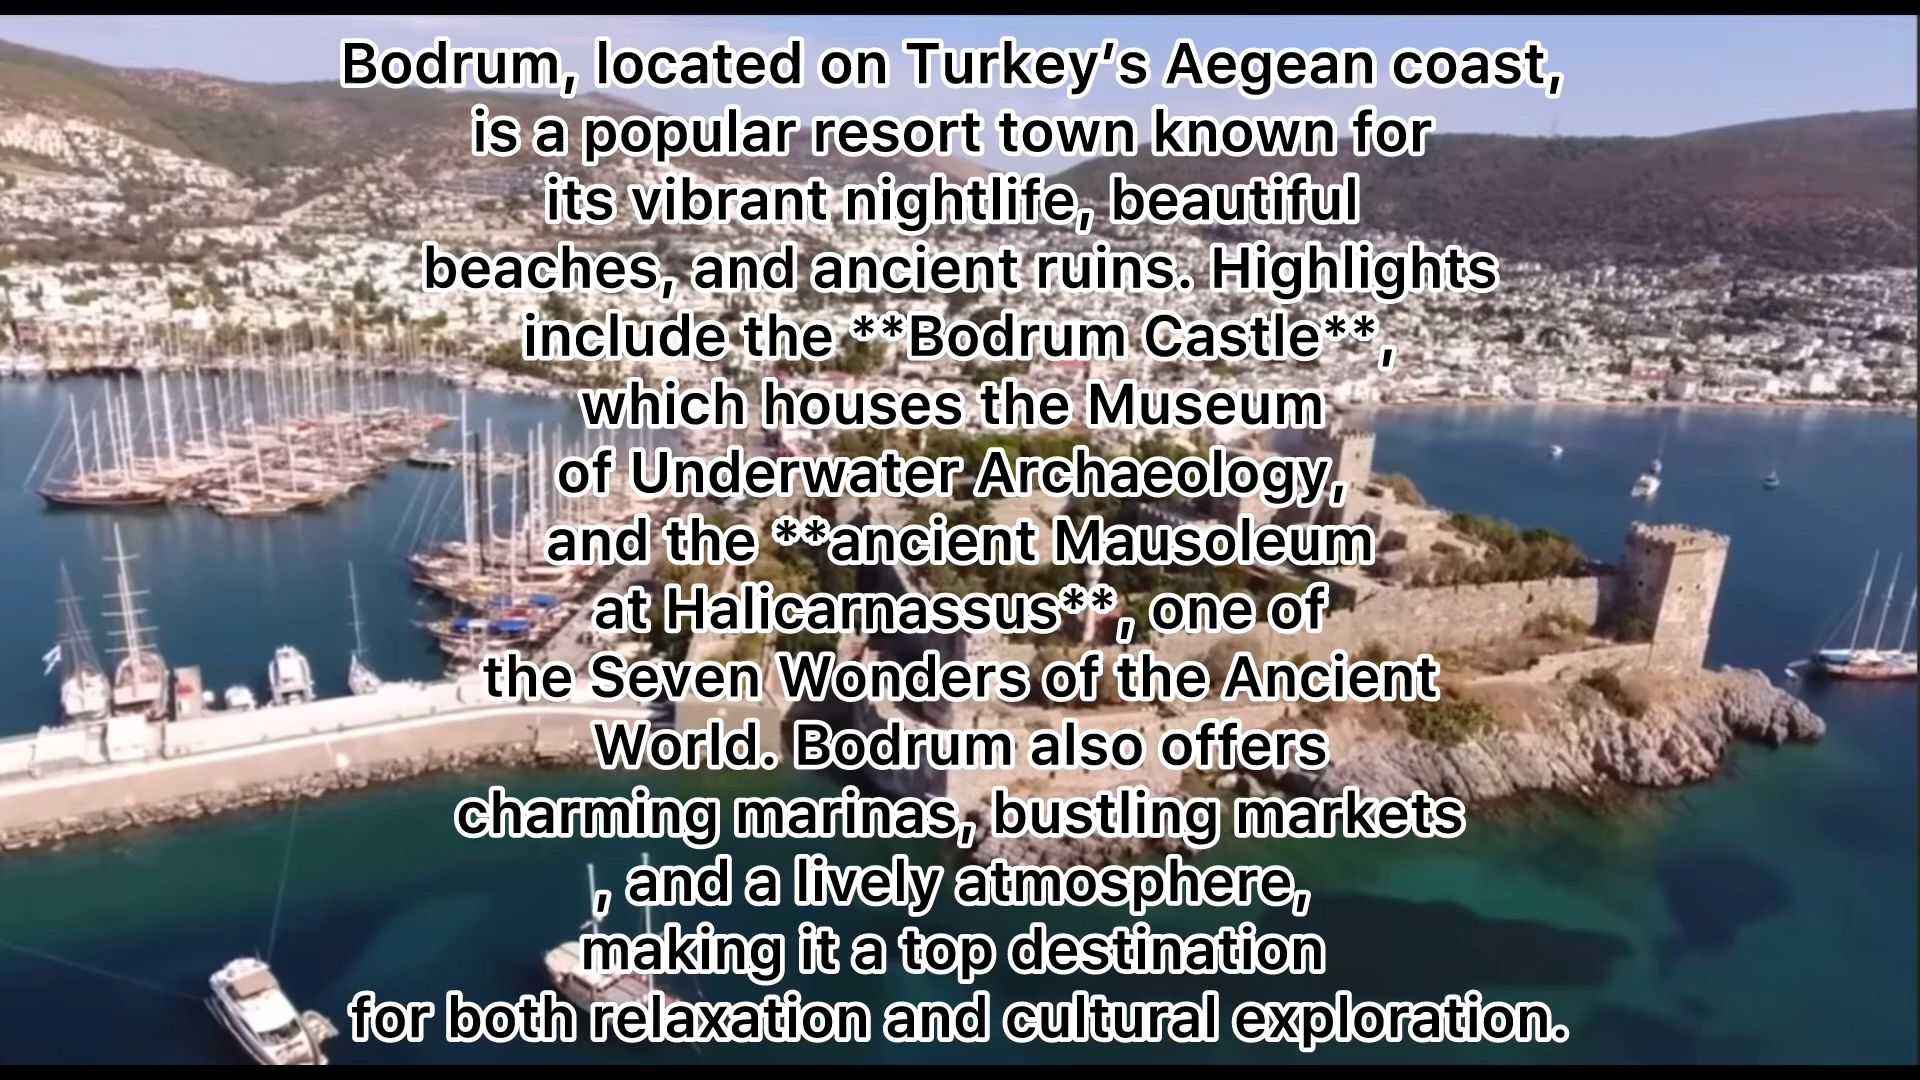 Bodrum, located on Turkey’s Aegean coast,
is a popular resort town known for
its vibrant nightlife, beautiful
beaches, and ancient ruins. Highlights
include the **Bodrum Castle**,
which houses the Museum
of Underwater Archaeology,
and the **ancient Mausoleum
at Halicarnassus**, one of
the Seven Wonders of the Ancient
World. Bodrum also offers
charming marinas, bustling markets
, and a lively atmosphere,
making it a top destination
for both relaxation and cultural exploration.